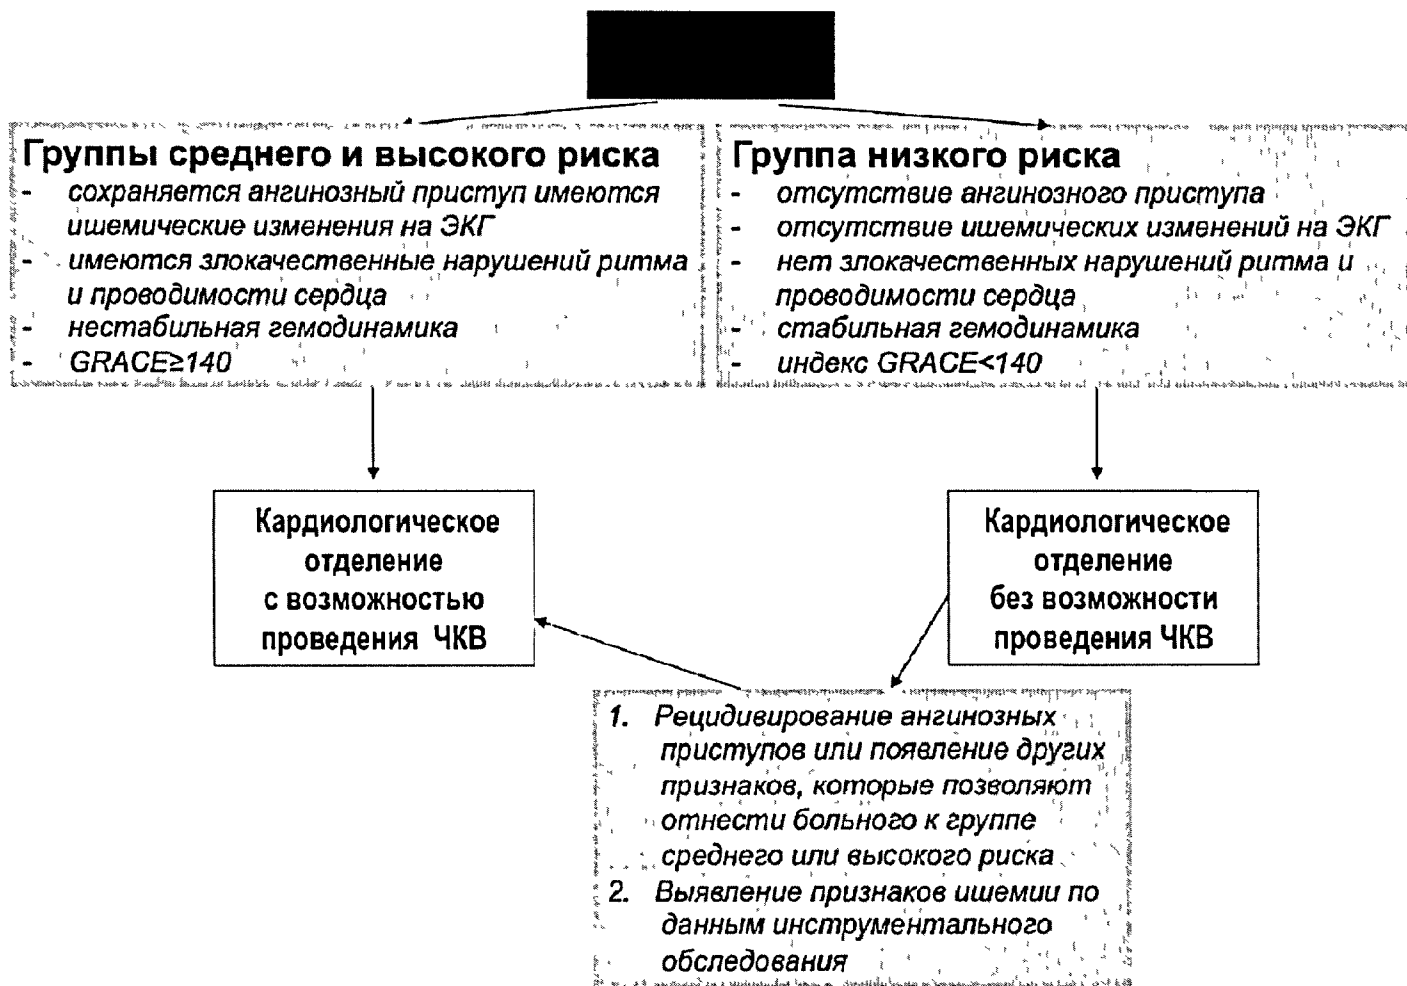 Группы среднего и высокого риска
- сохраняется ангинозный приступ имеются
ишемические изменения на ЭКГ
- имеются злокачественные нарушений ритма
и проводимости сердца
- нестабильная гемодинамика
- GRACE≥140
Группа низкого риска
- отсутствие ангинозного приступа
- отсутствие ишемических изменений на ЭКГ
- нет злокачественных нарушений ритма и
проводимости сердца
- стабильная гемодинамика
- индекс GRACE<140
Кардиологическое
отделение
с возможностью
проведения ЧКВ
Кардиологическое
отделение
без возможности
проведения ЧКВ
1. Рецидивирование ангинозных
приступов или появление других
признаков, которые позволяют
отнести больного к группе
среднего или высокого риска
2. Выявление признаков ишемии по
данным инструментального
обследования